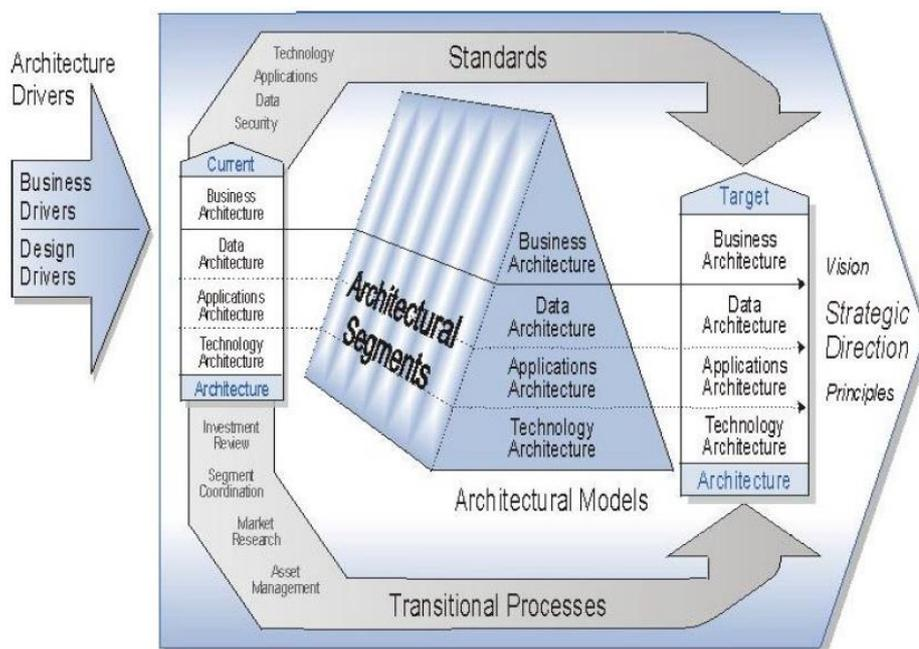 Architecture
Drivers
Business
Drivers
Design
Drivers
Technology
Applications
Data
Security
Standards
Current
Business
Architecture
Data
Architecture
Applications
Architecture
Technology
Architecture
Architecture
Investment
Review
Segment
Coordination
Market
Research
Asset
Management
Transitional Processes
Architectural
Segments
Business
Architecture
Data
Architecture
Applications
Architecture
Technology
Architecture
Architectural Models
Target
Business
Architecture
Data
Architecture
Applications
Architecture
Technology
Architecture
Architecture
Vision
Strategic
Direction
Principles